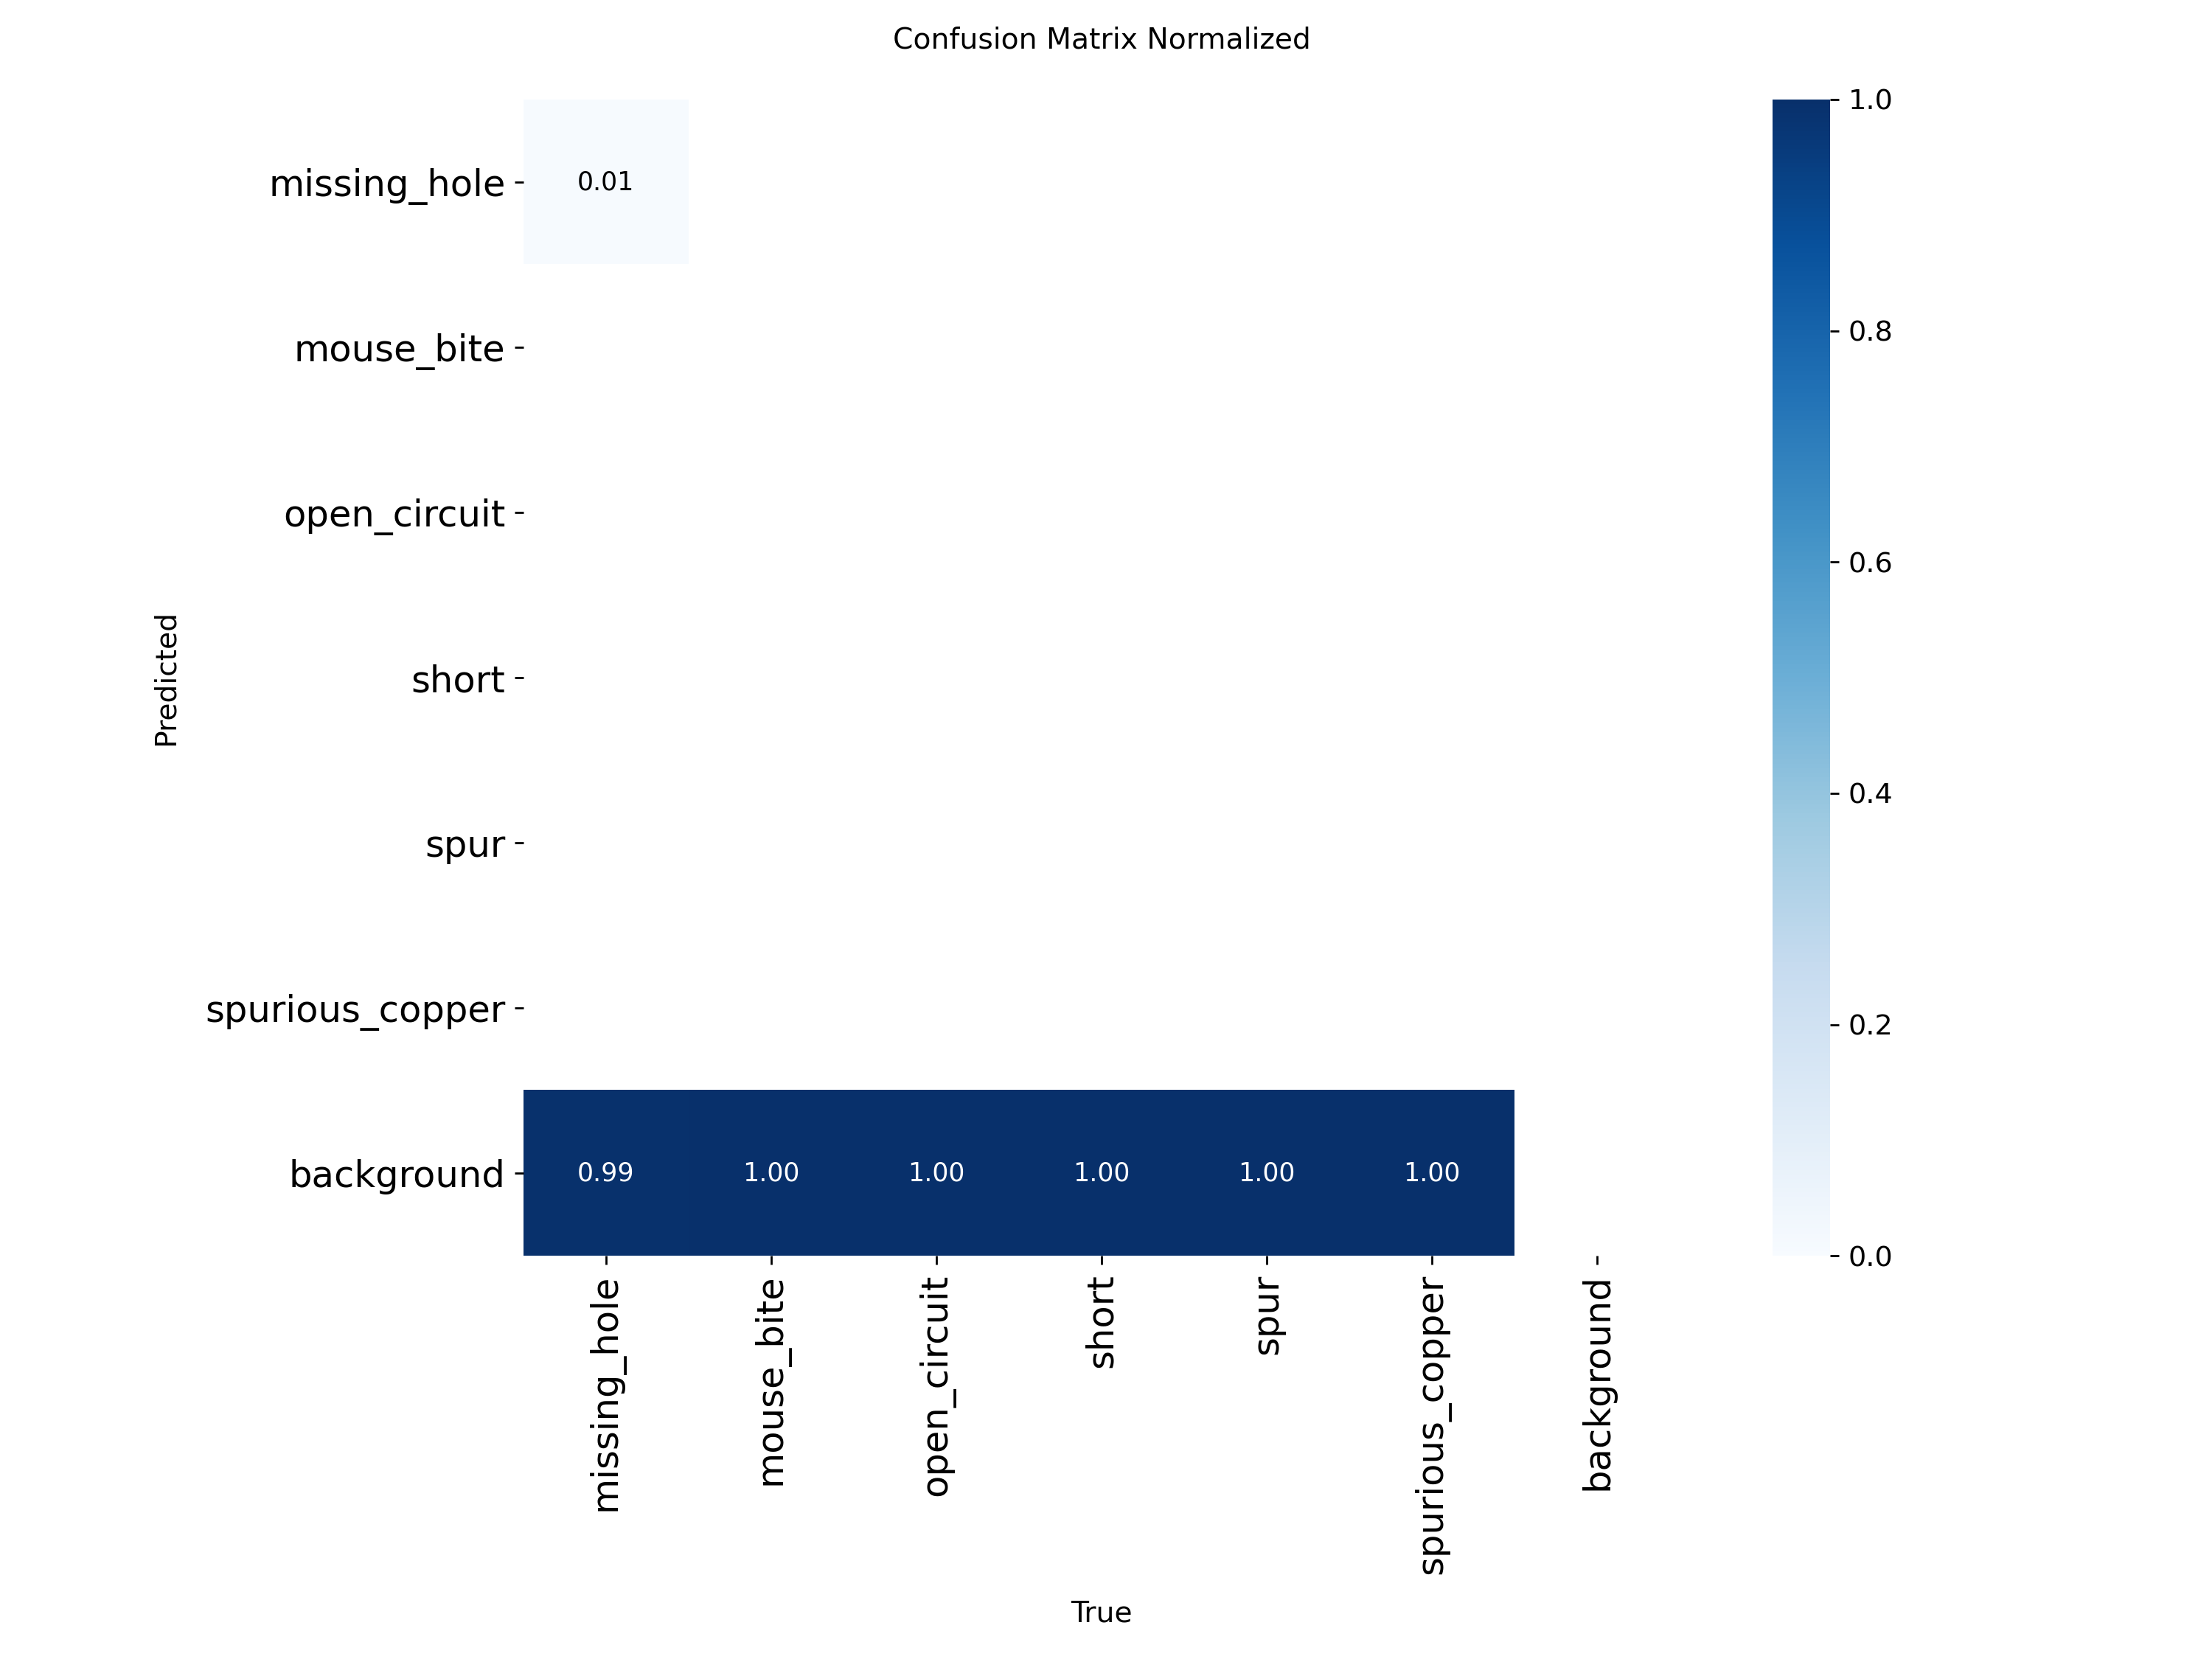 Confusion Matrix Normalized
missing_hole
mouse_bite
open_circuit
short
spur
spurious_copper
background
Predicted
0.01
0.99 1.00 1.00 1.00 1.00 1.00
missing_hole
mouse_bite
open_circuit
short
spur
spurious_copper
background
True
1.0
0.8
0.6
0.4
0.2
0.0